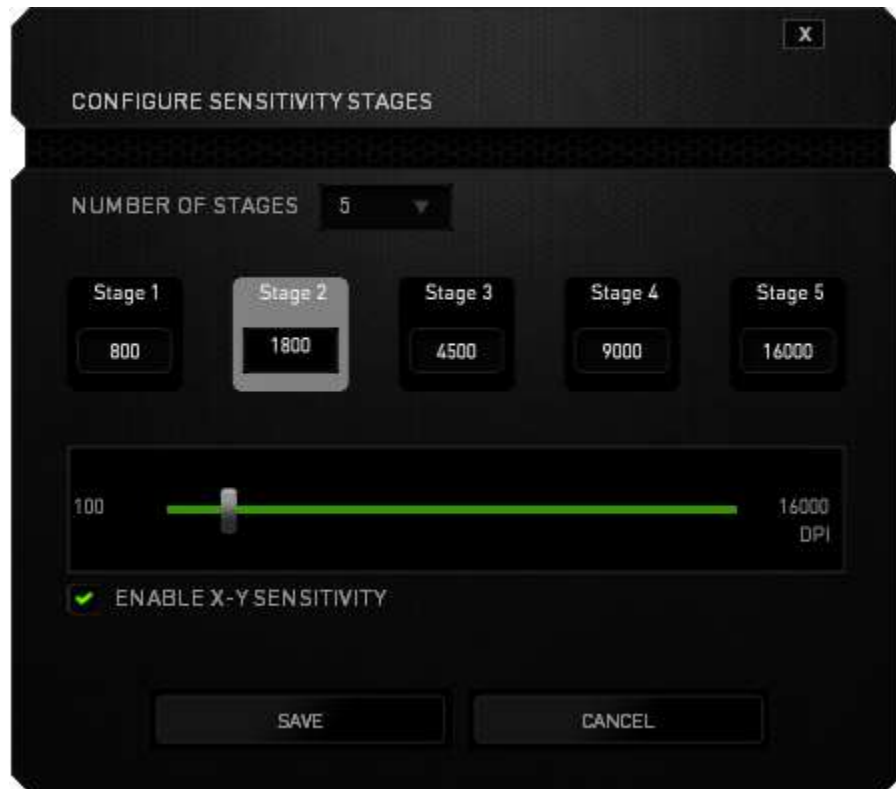 X
CONFIGURE SENSITIVITY STAGES
NUMBER OF STAGES 5
Stage 1 Stage 2 Stage 3 Stage 4 Stage 5
800 1800 4500 9000 16000
100 16000
DPI
ENABLE X-Y SENSITIVITY
SAVE CANCEL